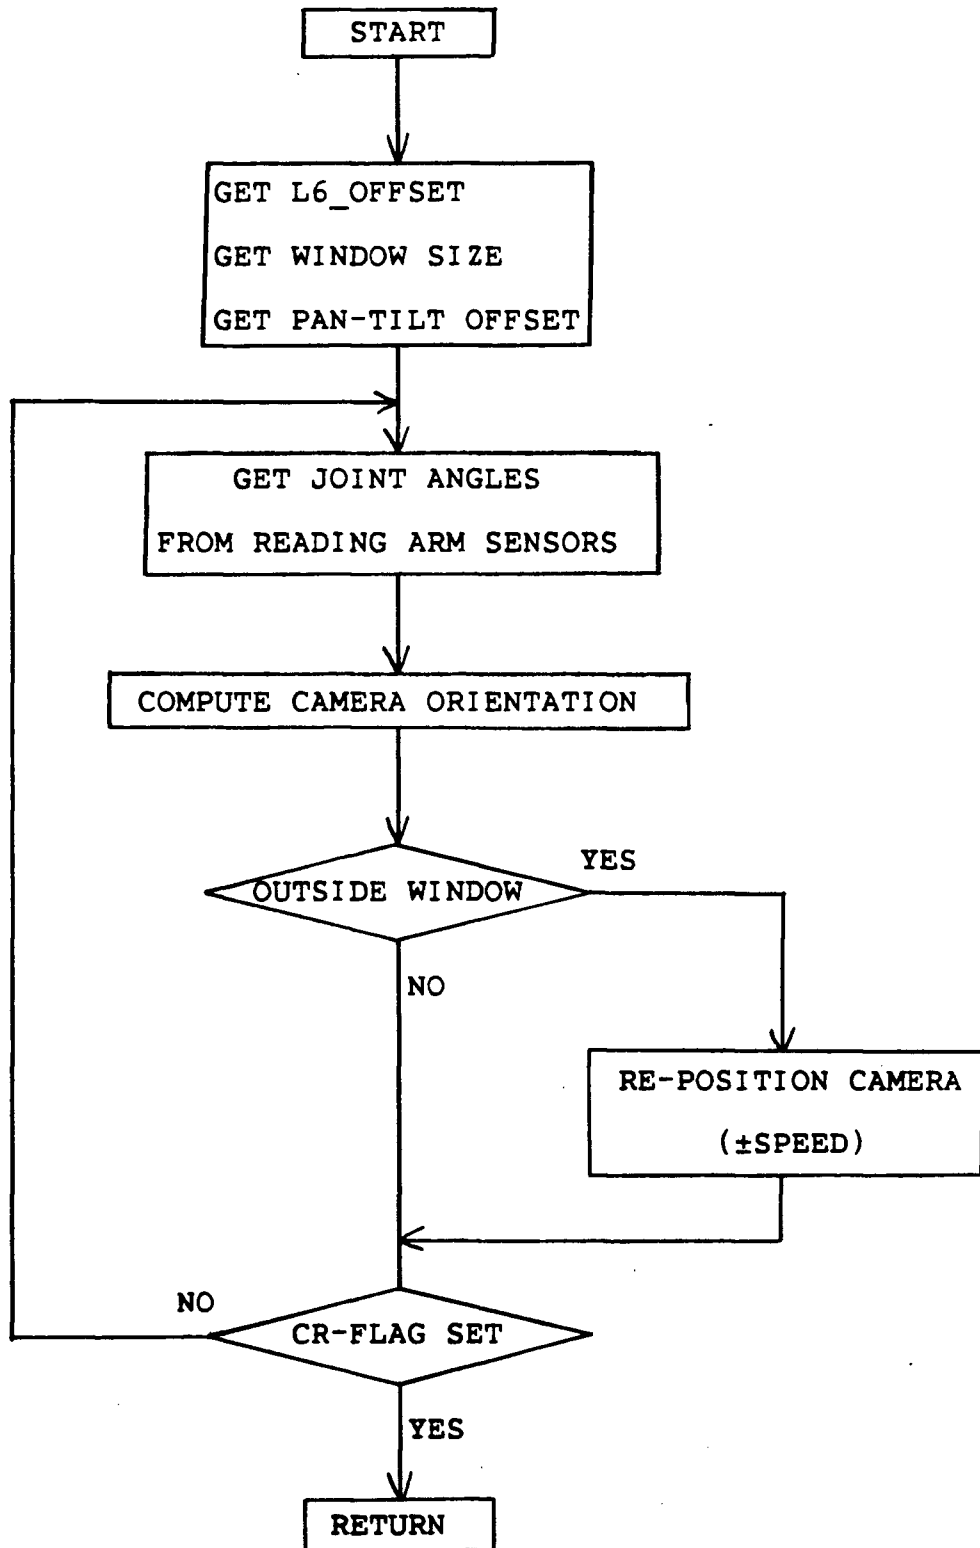 START
GET L6_OFFSET
GET WINDOW SIZE
GET PAN-TILT OFFSET
GET JOINT ANGLES
FROM READING ARM SENSORS
COMPUTE CAMERA ORIENTATION
OUTSIDE WINDOW
YES
NO
RE-POSITION CAMERA
(±SPEED)
CR-FLAG SET
NO
YES
RETURN